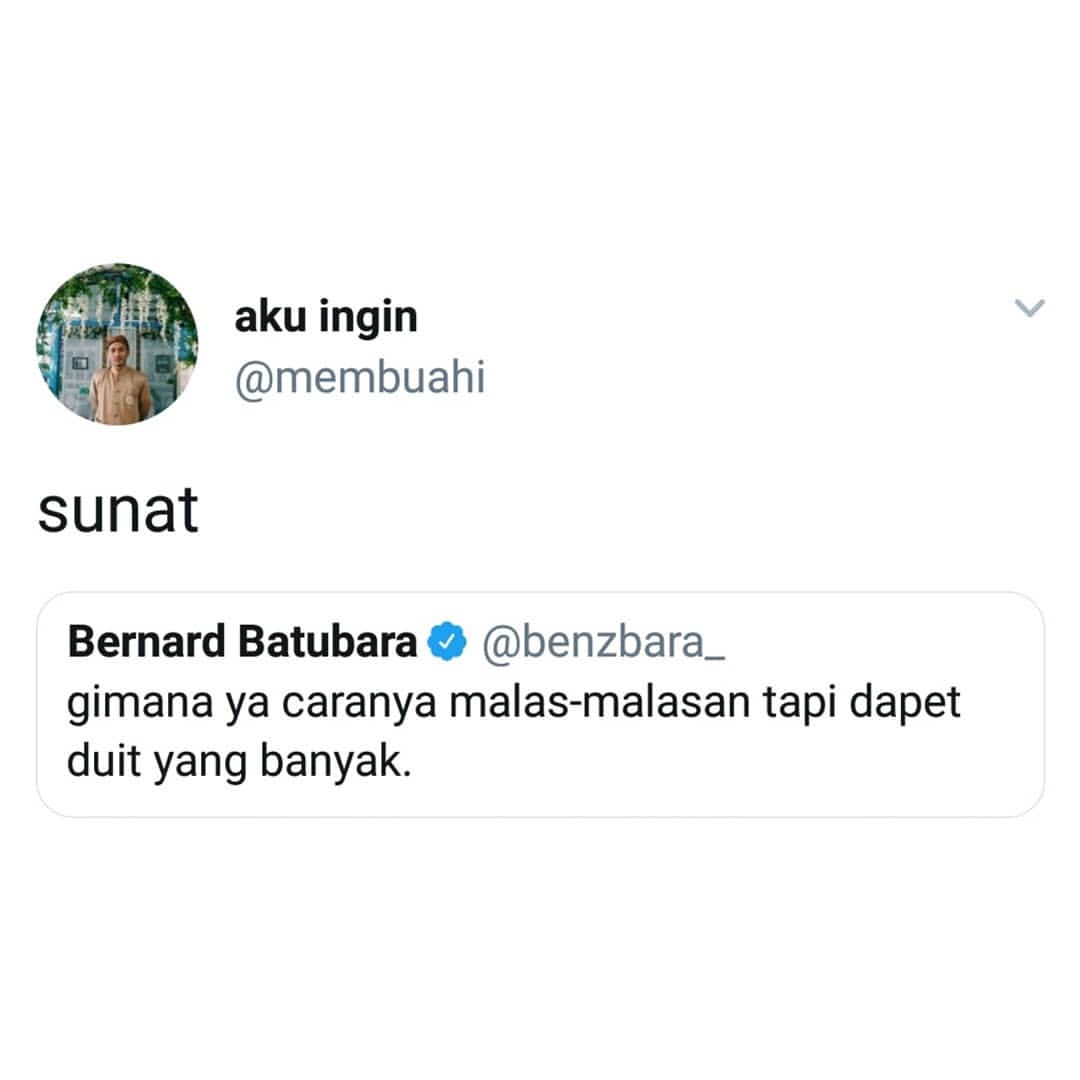 aku ingin
@membuahi
sunat
Bernard Batubara @benzbara_
gimana ya caranya malas-malasan tapi dapet
duit yang banyak.